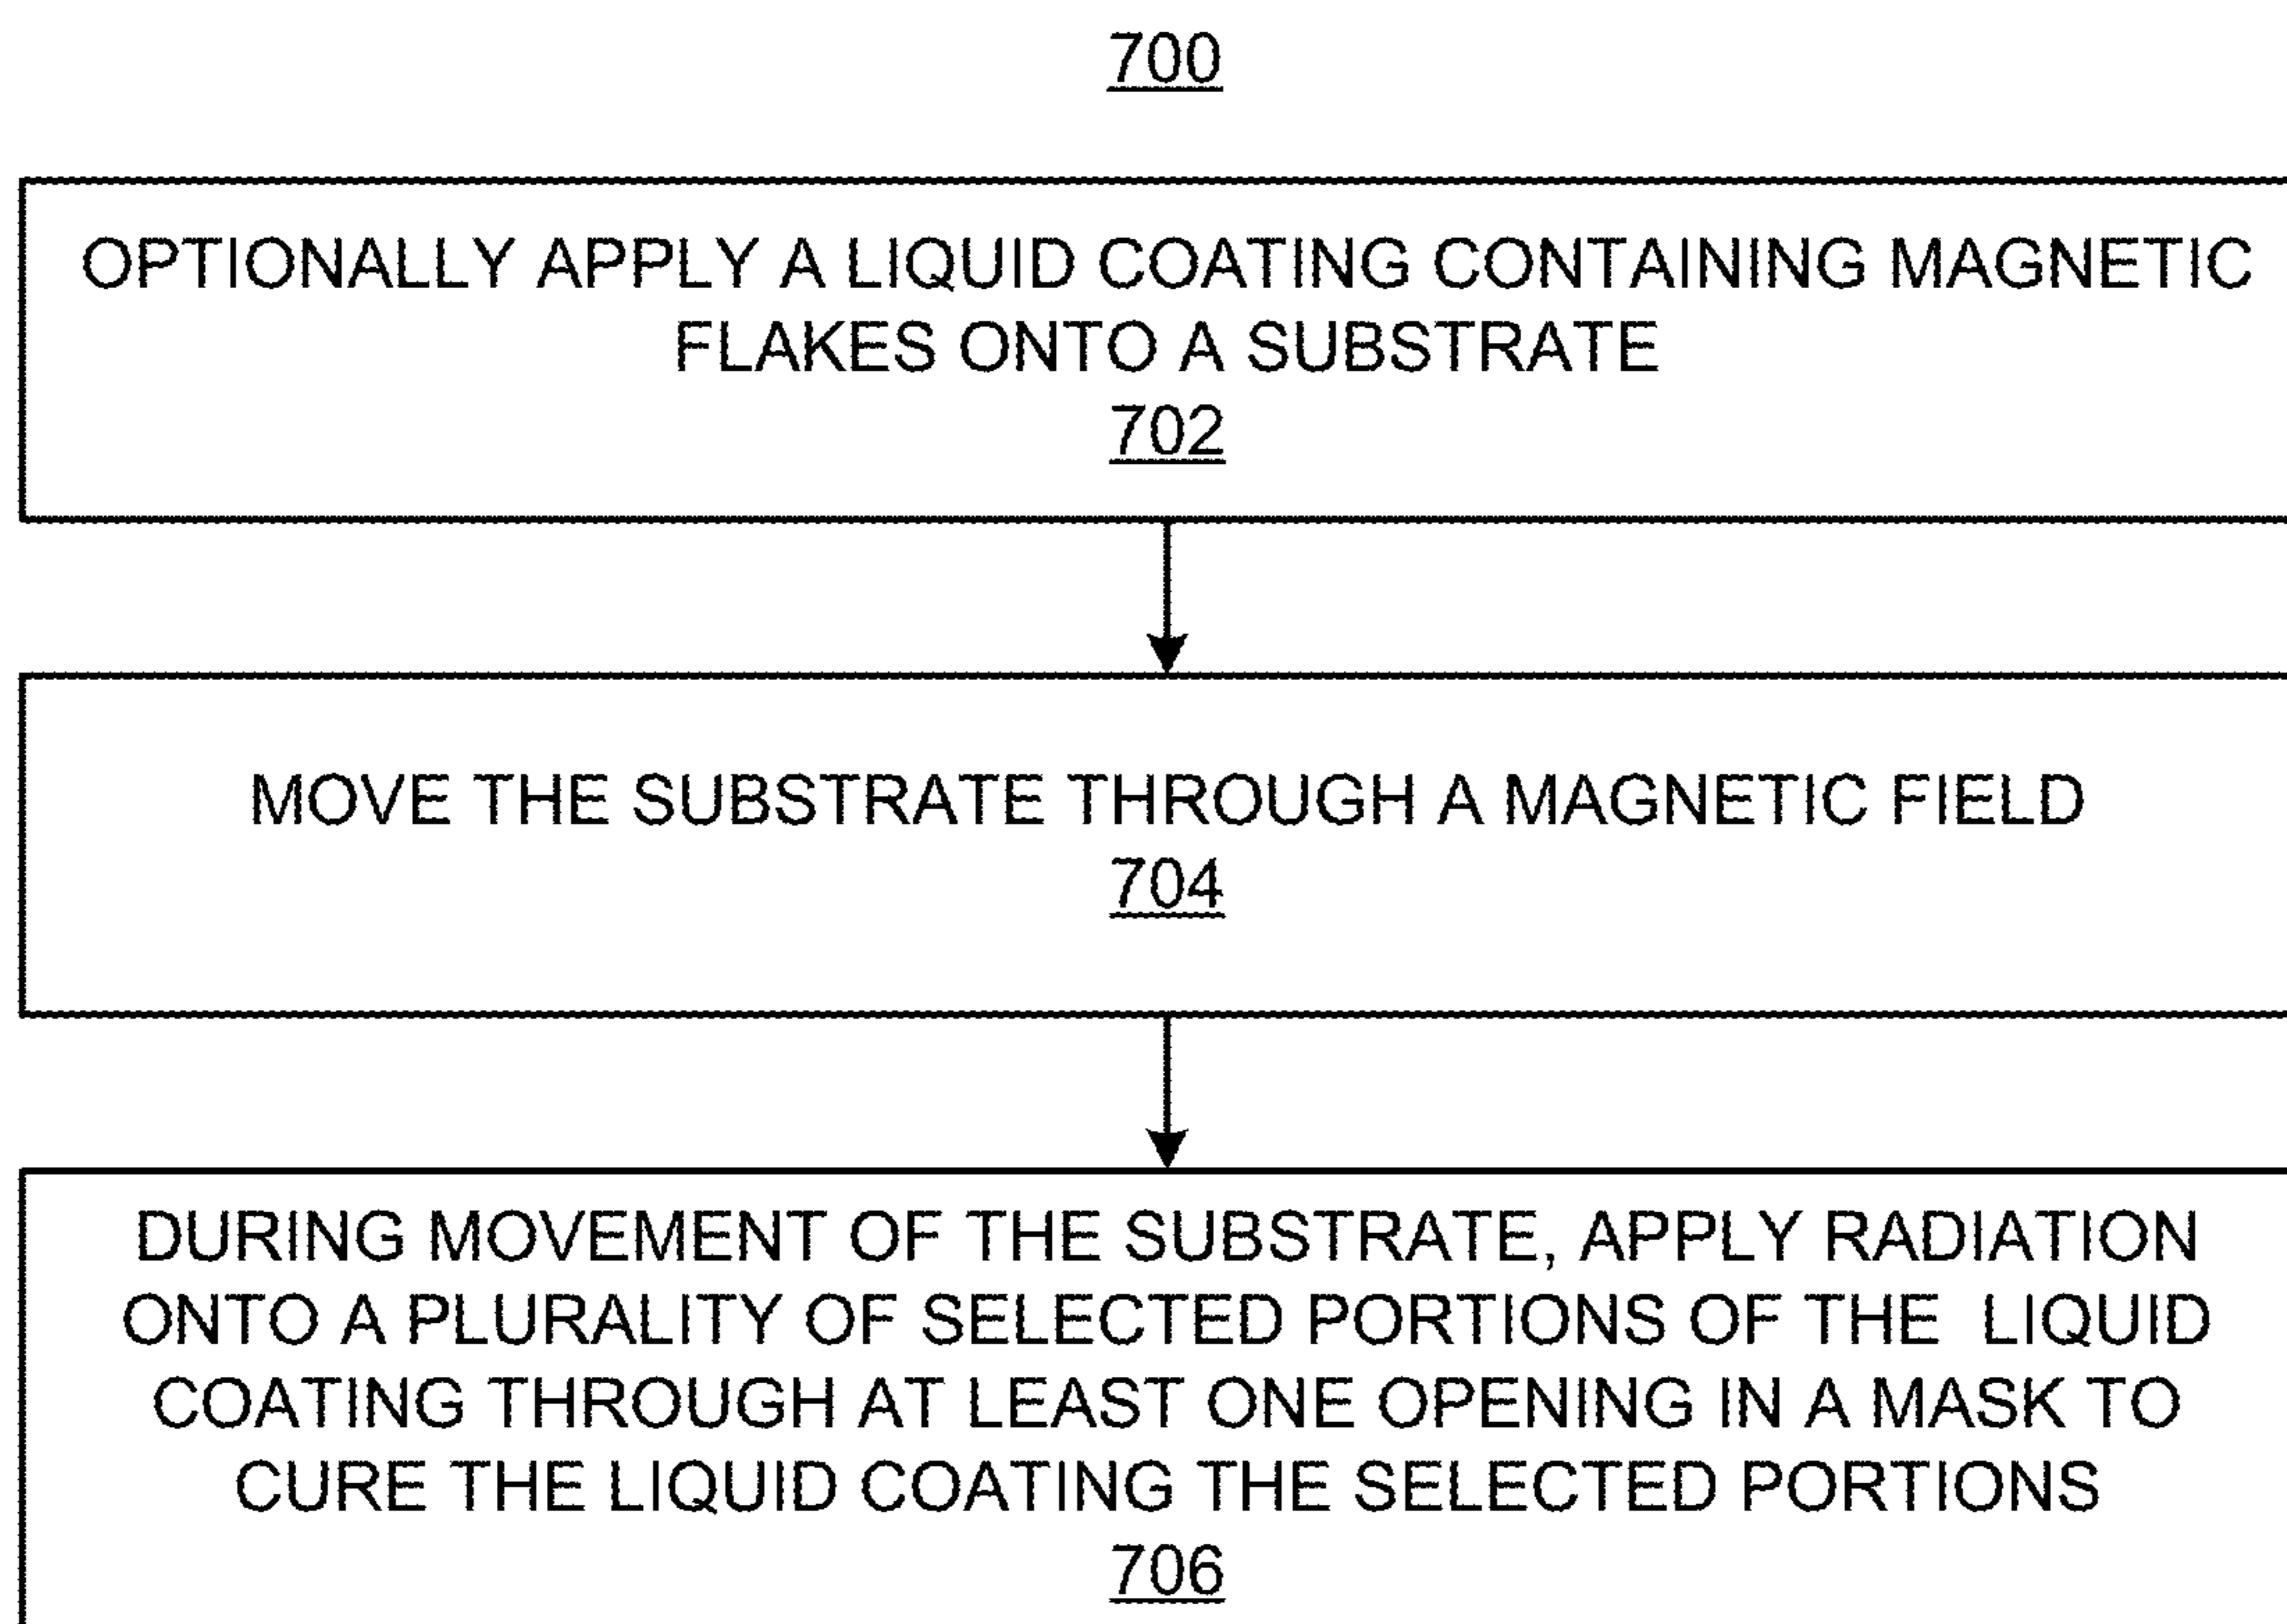 700
OPTIONALLY APPLY A LIQUID COATING CONTAINING MAGNETIC
FLAKES ONTO A SUBSTRATE
702
MOVE THE SUBSTRATE THROUGH A MAGNETIC FIELD
704
DURING MOVEMENT OF THE SUBSTRATE, APPLY RADIATION
ONTO A PLURALITY OF SELECTED PORTIONS OF THE LIQUID
COATING THROUGH AT LEAST ONE OPENING IN A MASK TO
CURE THE LIQUID COATING THE SELECTED PORTIONS
706